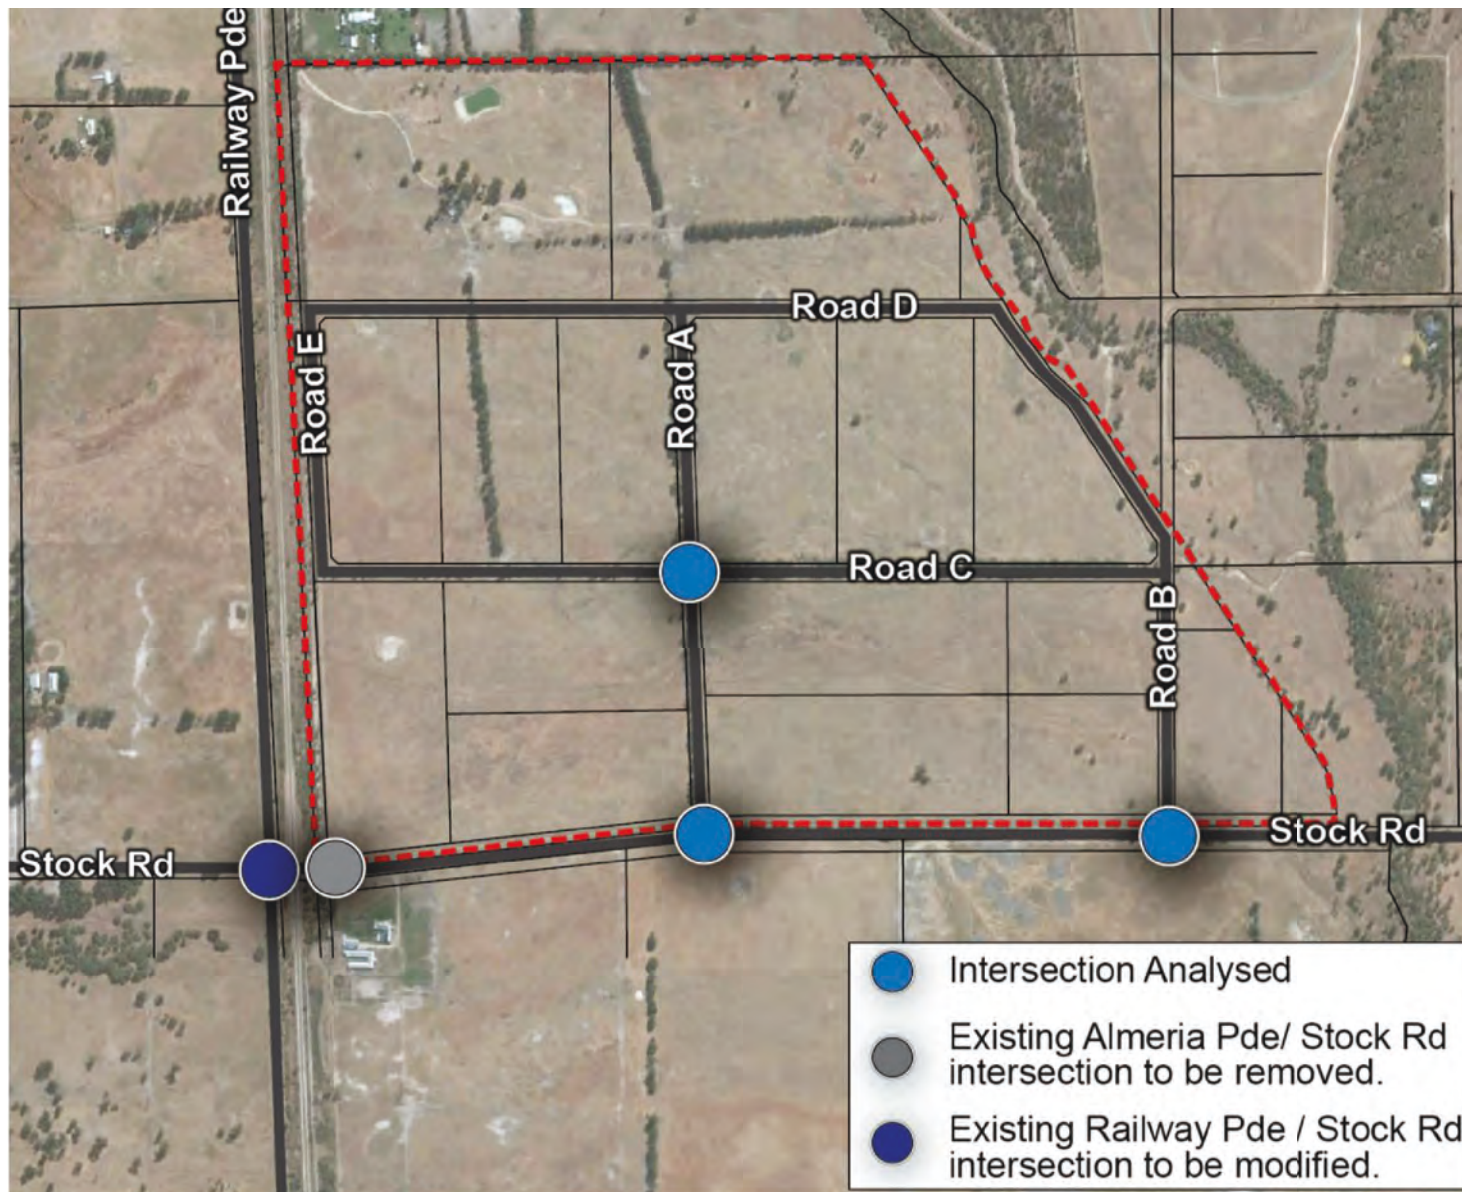 Railway Pde
Road D
Road E
Road A
Road C
Road B
Stock Rd
Stock Rd
Intersection Analysed
Existing Almeria Pde/ Stock Rd
intersection to be removed.
Existing Railway Pde / Stock Rd
intersection to be modified.